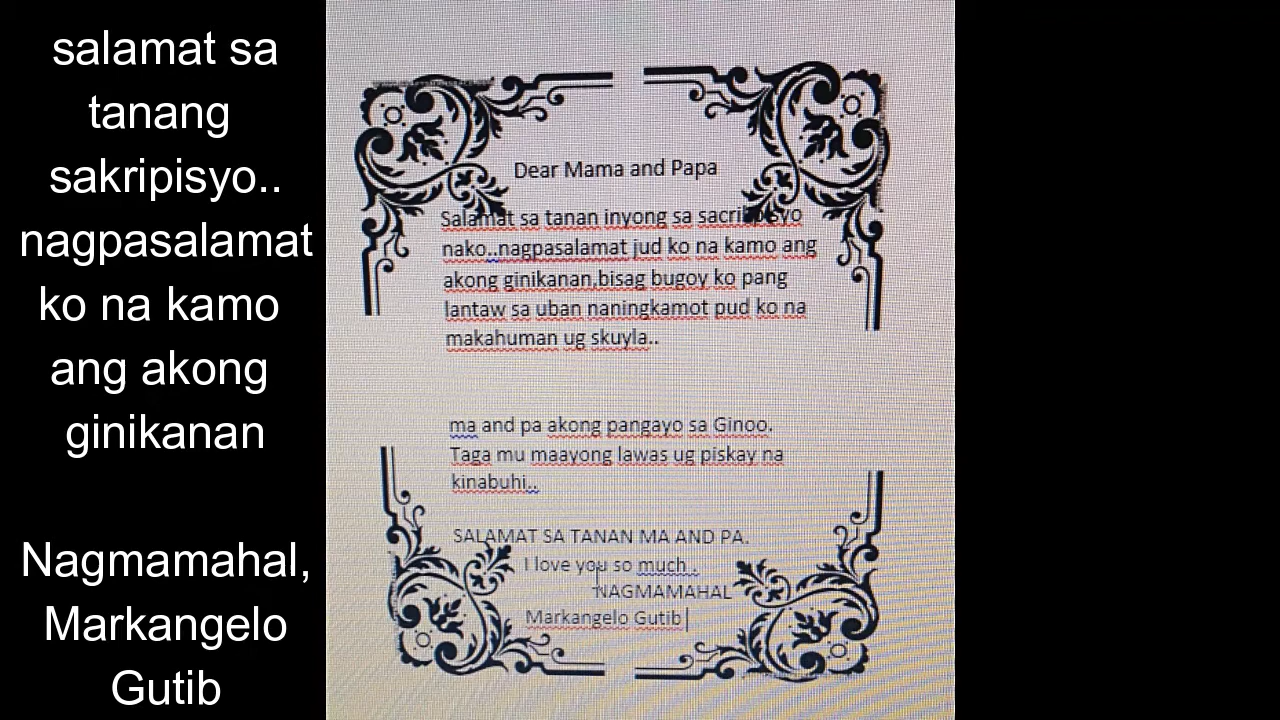 salamat sa
tanang
sakripisyo..
nagpasalamat
ko na kamo
ang akong
ginikanan
Nagmamahal,
Markangelo
Gutib
Dear Mama and Papa
Salamat sa tanan inyong sa sacripisyo
nako..nagpasalamat jud ko na kamo ang
akong ginikanan,bisag bugoy ko pang
lantaw sa uban naningkamot pud ko na
makahuman ug skuyla..
ma and pa akong pangayo sa Ginoo.
Taga mu maayong lawas ug piskay na
kinabuhi..
SALAMAT SA TANAN MA AND PA.
I love you so much .
NAGMAMAHAL
Markangelo Gutib